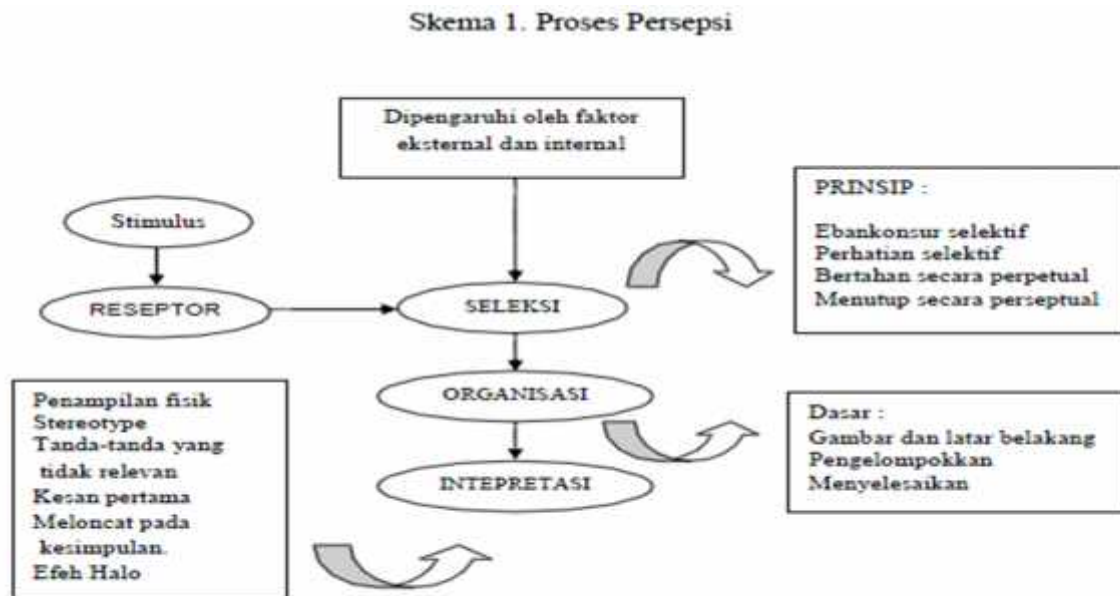 Skema 1. Proses Persepsi
Dipengaruhi oleh faktor
eksternal dan internal
Stimulus
RESEPTOR
SELEKSI
PRINSIP :
Ebankonsur selektif
Perhatian selektif
Bertahan secara perpetual
Menutup secara perseptual
ORGANISASI
Dasar :
Gambar dan latar belakang
Pengelompokkan
Menyelesaikan
INTEPRETASI
Penampilan fisik
Stereotype
Tanda-tanda yang
tidak relevan
Kesan pertama
Meloncat pada
kesimpulan.
Efeh Halo